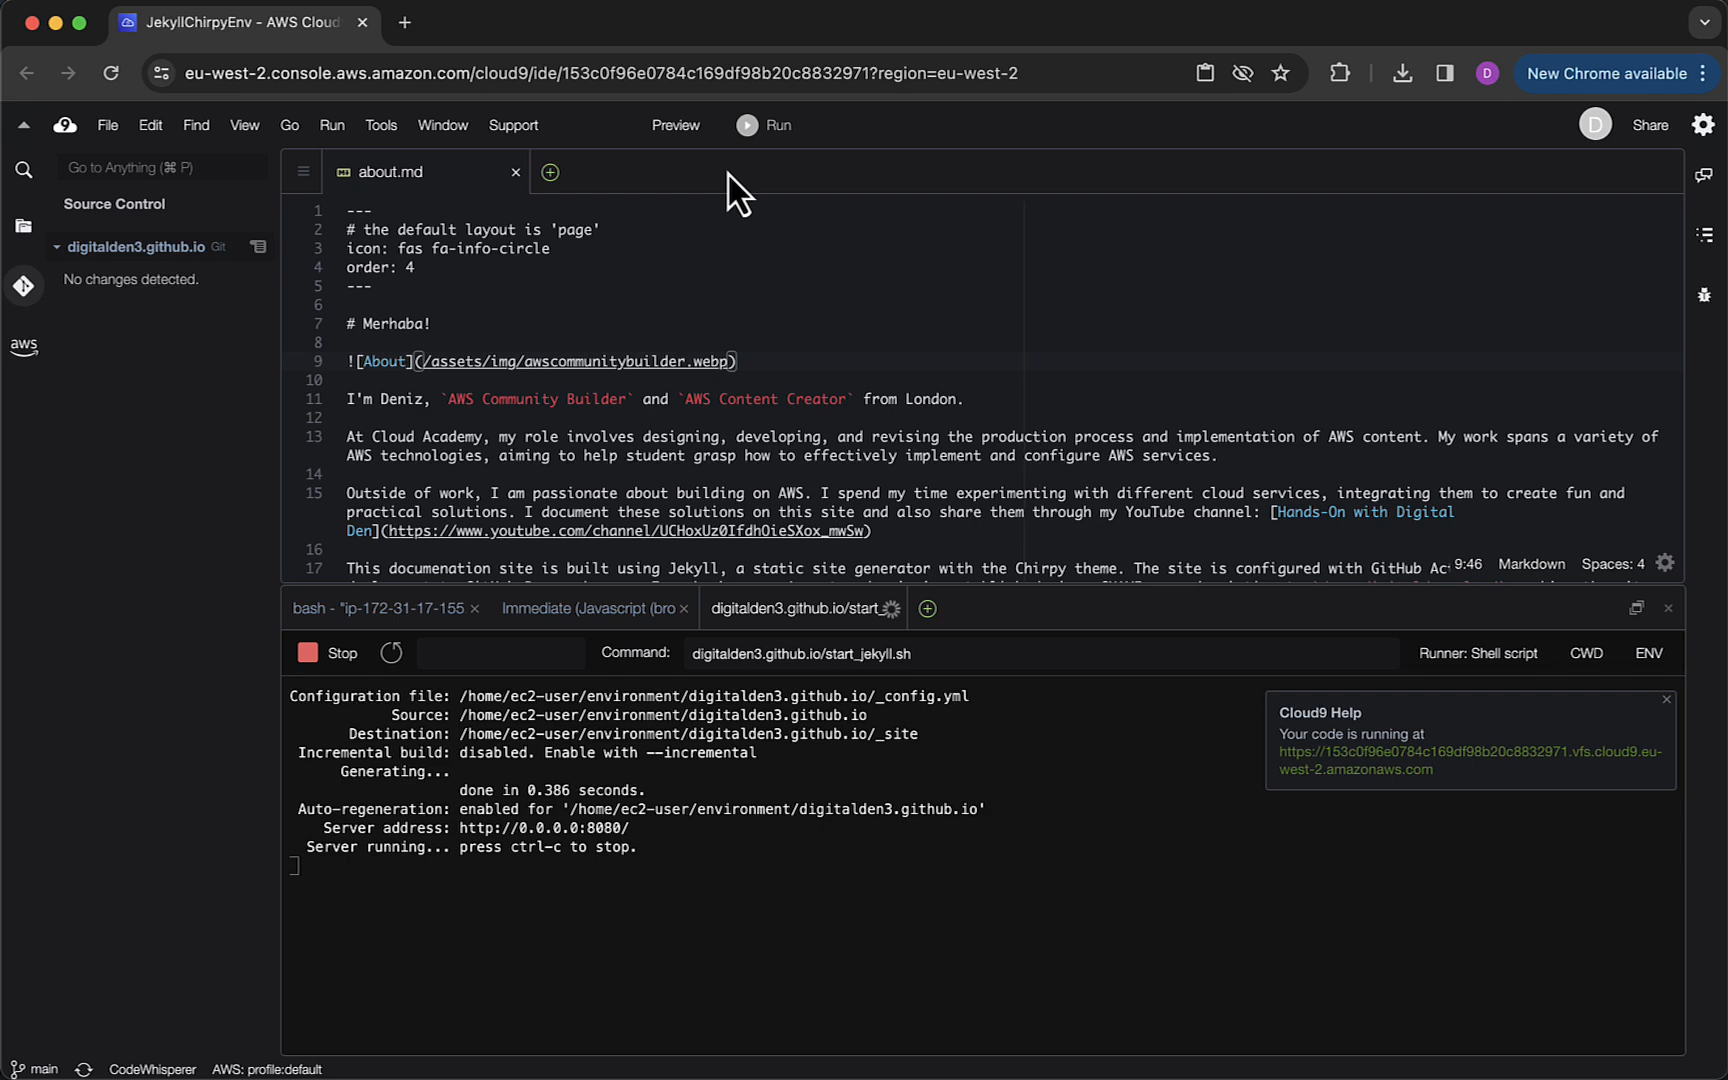 JekyllChirpyEnv - AWS Cloud
eu-west-2.console.aws.amazon.com/cloud9/ide/153c0f96e0784c169df98b20c8832971?region=eu-west-2
D
New Chrome available
9
File Edit Find View Go Run Tools Window Support Preview Run
D
Share
Go to Anything (⌘ P)
about.md
Source Control
digitalden3.github.io Git
No changes detected.
aws
1 ---
2 # the default layout is 'page'
3 icon: fas fa-info-circle
4 order: 4
5 ---
6
7 # Merhaba!
8
9 ![About](/assets/img/awscommunitybuilder.webp)
10
11 I'm Deniz, `AWS Community Builder` and `AWS Content Creator` from London.
12
13 At Cloud Academy, my role involves designing, developing, and revising the production process and implementation of AWS content. My work spans a variety of
AWS technologies, aiming to help student grasp how to effectively implement and configure AWS services.
14
15 Outside of work, I am passionate about building on AWS. I spend my time experimenting with different cloud services, integrating them to create fun and
practical solutions. I document these solutions on this site and also share them through my YouTube channel: [Hands-On with Digital
Den](https://www.youtube.com/channel/UCHoxUz0IfdhOieSXox_mwSw)
16
17 This documenation site is built using Jekyll, a static site generator with the Chirpy theme. The site is configured with GitHub Ac
9:46 Markdown Spaces: 4
bash - "ip-172-31-17-155
Immediate (Javascript (bro
digitalden3.github.io/start_
Stop
Command: digitalden3.github.io/start_jekyll.sh
Runner: Shell script CWD ENV
Configuration file: /home/ec2-user/environment/digitalden3.github.io/_config.yml
Source: /home/ec2-user/environment/digitalden3.github.io
Destination: /home/ec2-user/environment/digitalden3.github.io/_site
Incremental build: disabled. Enable with --incremental
Generating...
done in 0.386 seconds.
Auto-regeneration: enabled for '/home/ec2-user/environment/digitalden3.github.io'
Server address: http://0.0.0.0:8080/
Server running... press ctrl-c to stop.
Cloud9 Help
Your code is running at
https://153c0f96e0784c169df98b20c8832971.vfs.cloud9.eu-
west-2.amazonaws.com
main
CodeWhisperer
AWS: profile:default